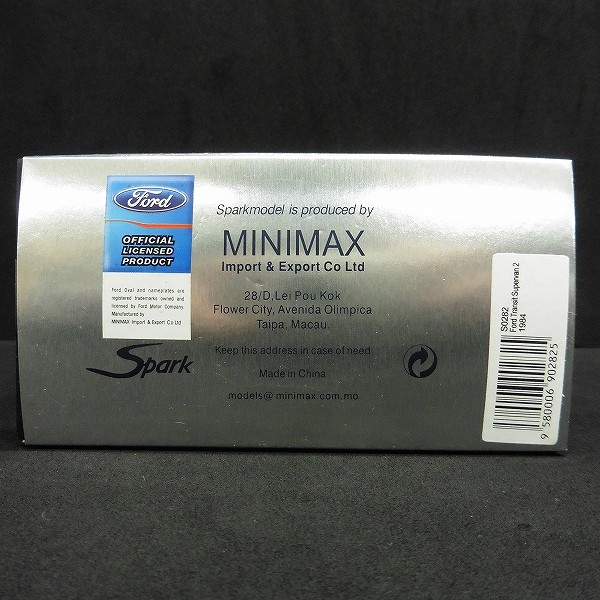 Ford
OFFICIAL
LICENSED
PRODUCT
Ford Oval and nameplates are
registered trademarks owned and
licensed by Ford Motor Company.
Manufactured by
MINIMAX Import & Export Co Ltd
Spark
Sparkmodel is produced by
MINIMAX
Import & Export Co Ltd
28/D,Lei Pou Kok
Flower City, Avenida Olimpica
Taipa, Macau.
Keep this address in case of need
Made in China
models@minimax.com.mo
S0282
Ford Transit Supervan 2
1984
9 580006 902825